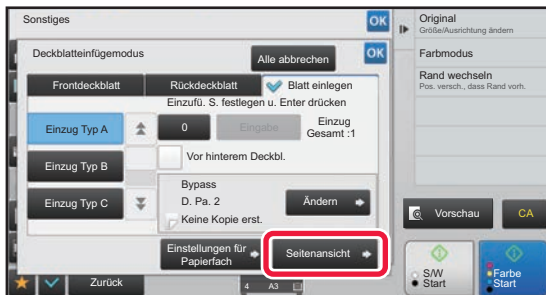 Sonstiges
OK
Deckblatteinfügemodus
Alle abbrechen
OK
Frontdeckblatt
Rückdeckblatt
Blatt einlegen
Einzufü. S. festlegen u. Enter drücken
Einzug Typ A
0
Eingabe
Einzug
Gesamt :1
Einzug Typ B
Vor hinterem Deckbl.
Einzug Typ C
Bypass
D. Pa. 2
Keine Kopie erst.
Ändern
Einstellungen für
Papierfach
Seitenansicht
Zurück
4
A3
Original
Größe/Ausrichtung ändern
Farbmodus
Rand wechseln
Pos. versch., dass Rand vorh.
Vorschau
CA
S/W
Start
Farbe
Start